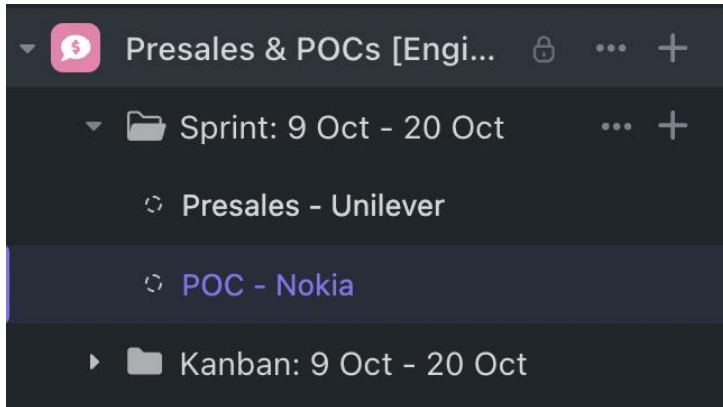 Presales & POCs [Engi...
Sprint: 9 Oct - 20 Oct
Presales - Unilever
POC - Nokia
Kanban: 9 Oct - 20 Oct